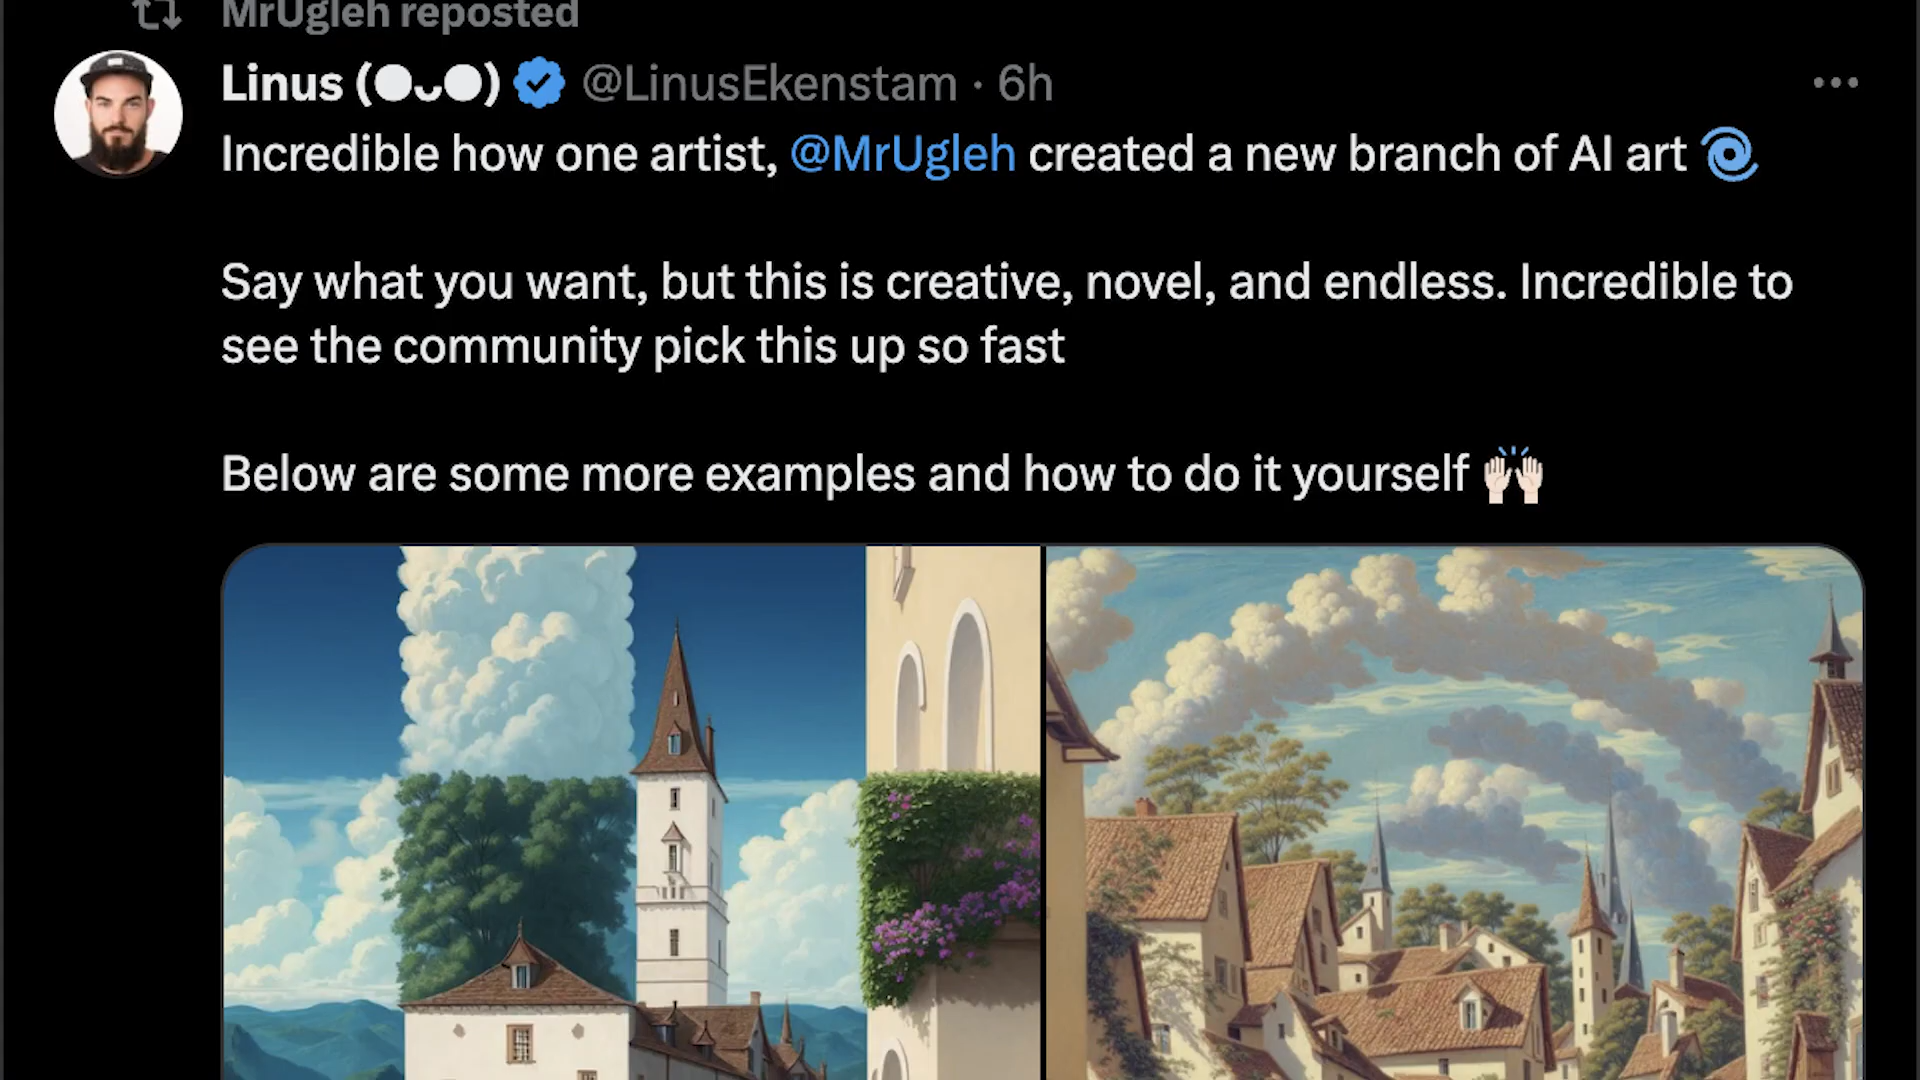 MrUgleh reposted
Linus (●ᴗ●) @LinusEkenstam · 6h
Incredible how one artist, @MrUgleh created a new branch of AI art 🌀
Say what you want, but this is creative, novel, and endless. Incredible to
see the community pick this up so fast
Below are some more examples and how to do it yourself 🙌🏻